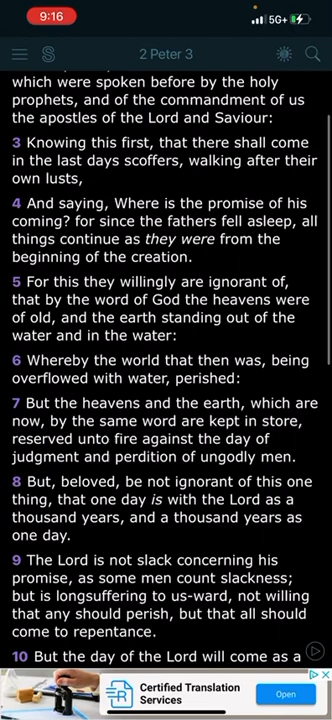 9:16
5G+
S
2 Peter 3
which were spoken before by the holy
prophets, and of the commandment of us
the apostles of the Lord and Saviour:
3 Knowing this first, that there shall come
in the last days scoffers, walking after their
own lusts,
4 And saying, Where is the promise of his
coming? for since the fathers fell asleep, all
things continue as they were from the
beginning of the creation.
5 For this they willingly are ignorant of,
that by the word of God the heavens were
of old, and the earth standing out of the
water and in the water:
6 Whereby the world that then was, being
overflowed with water, perished:
7 But the heavens and the earth, which are
now, by the same word are kept in store,
reserved unto fire against the day of
judgment and perdition of ungodly men.
8 But, beloved, be not ignorant of this one
thing, that one day is with the Lord as a
thousand years, and a thousand years as
one day.
9 The Lord is not slack concerning his
promise, as some men count slackness;
but is longsuffering to us-ward, not willing
that any should perish, but that all should
come to repentance.
10 But the day of the Lord will come as a
Certified Translation
Services
Open